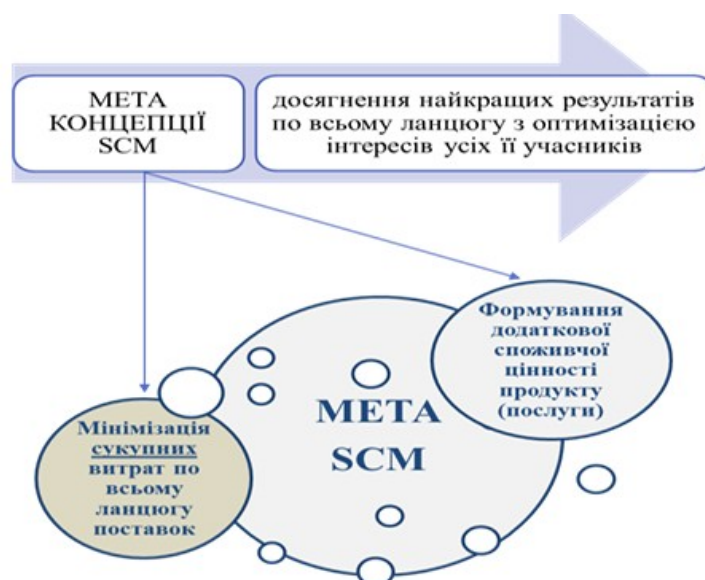 МЕТА
КОНЦЕПЦІЇ
SCM
досягнення найкращих результатів
по всьому ланцюгу з оптимізацією
інтересів усіх її учасників
Формування
додаткової
споживчої
цінності
продукту
(послуги)
МЕТА
SCM
Мінімізація
сукупних
витрат по
всьому
ланцюгу
поставок